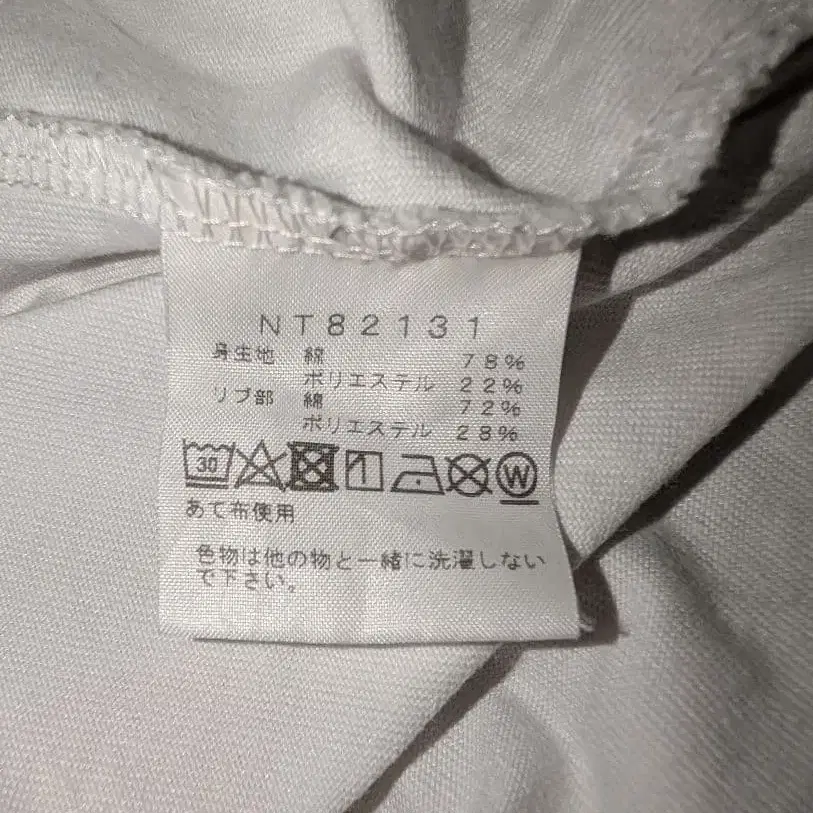 NT82131
身生地 綿 78%
ポリエステル 22%
リブ部 綿 72%
ポリエステル 28%
30 W
あて布使用
色物は他の物と一緒に洗濯しない
で下さい。